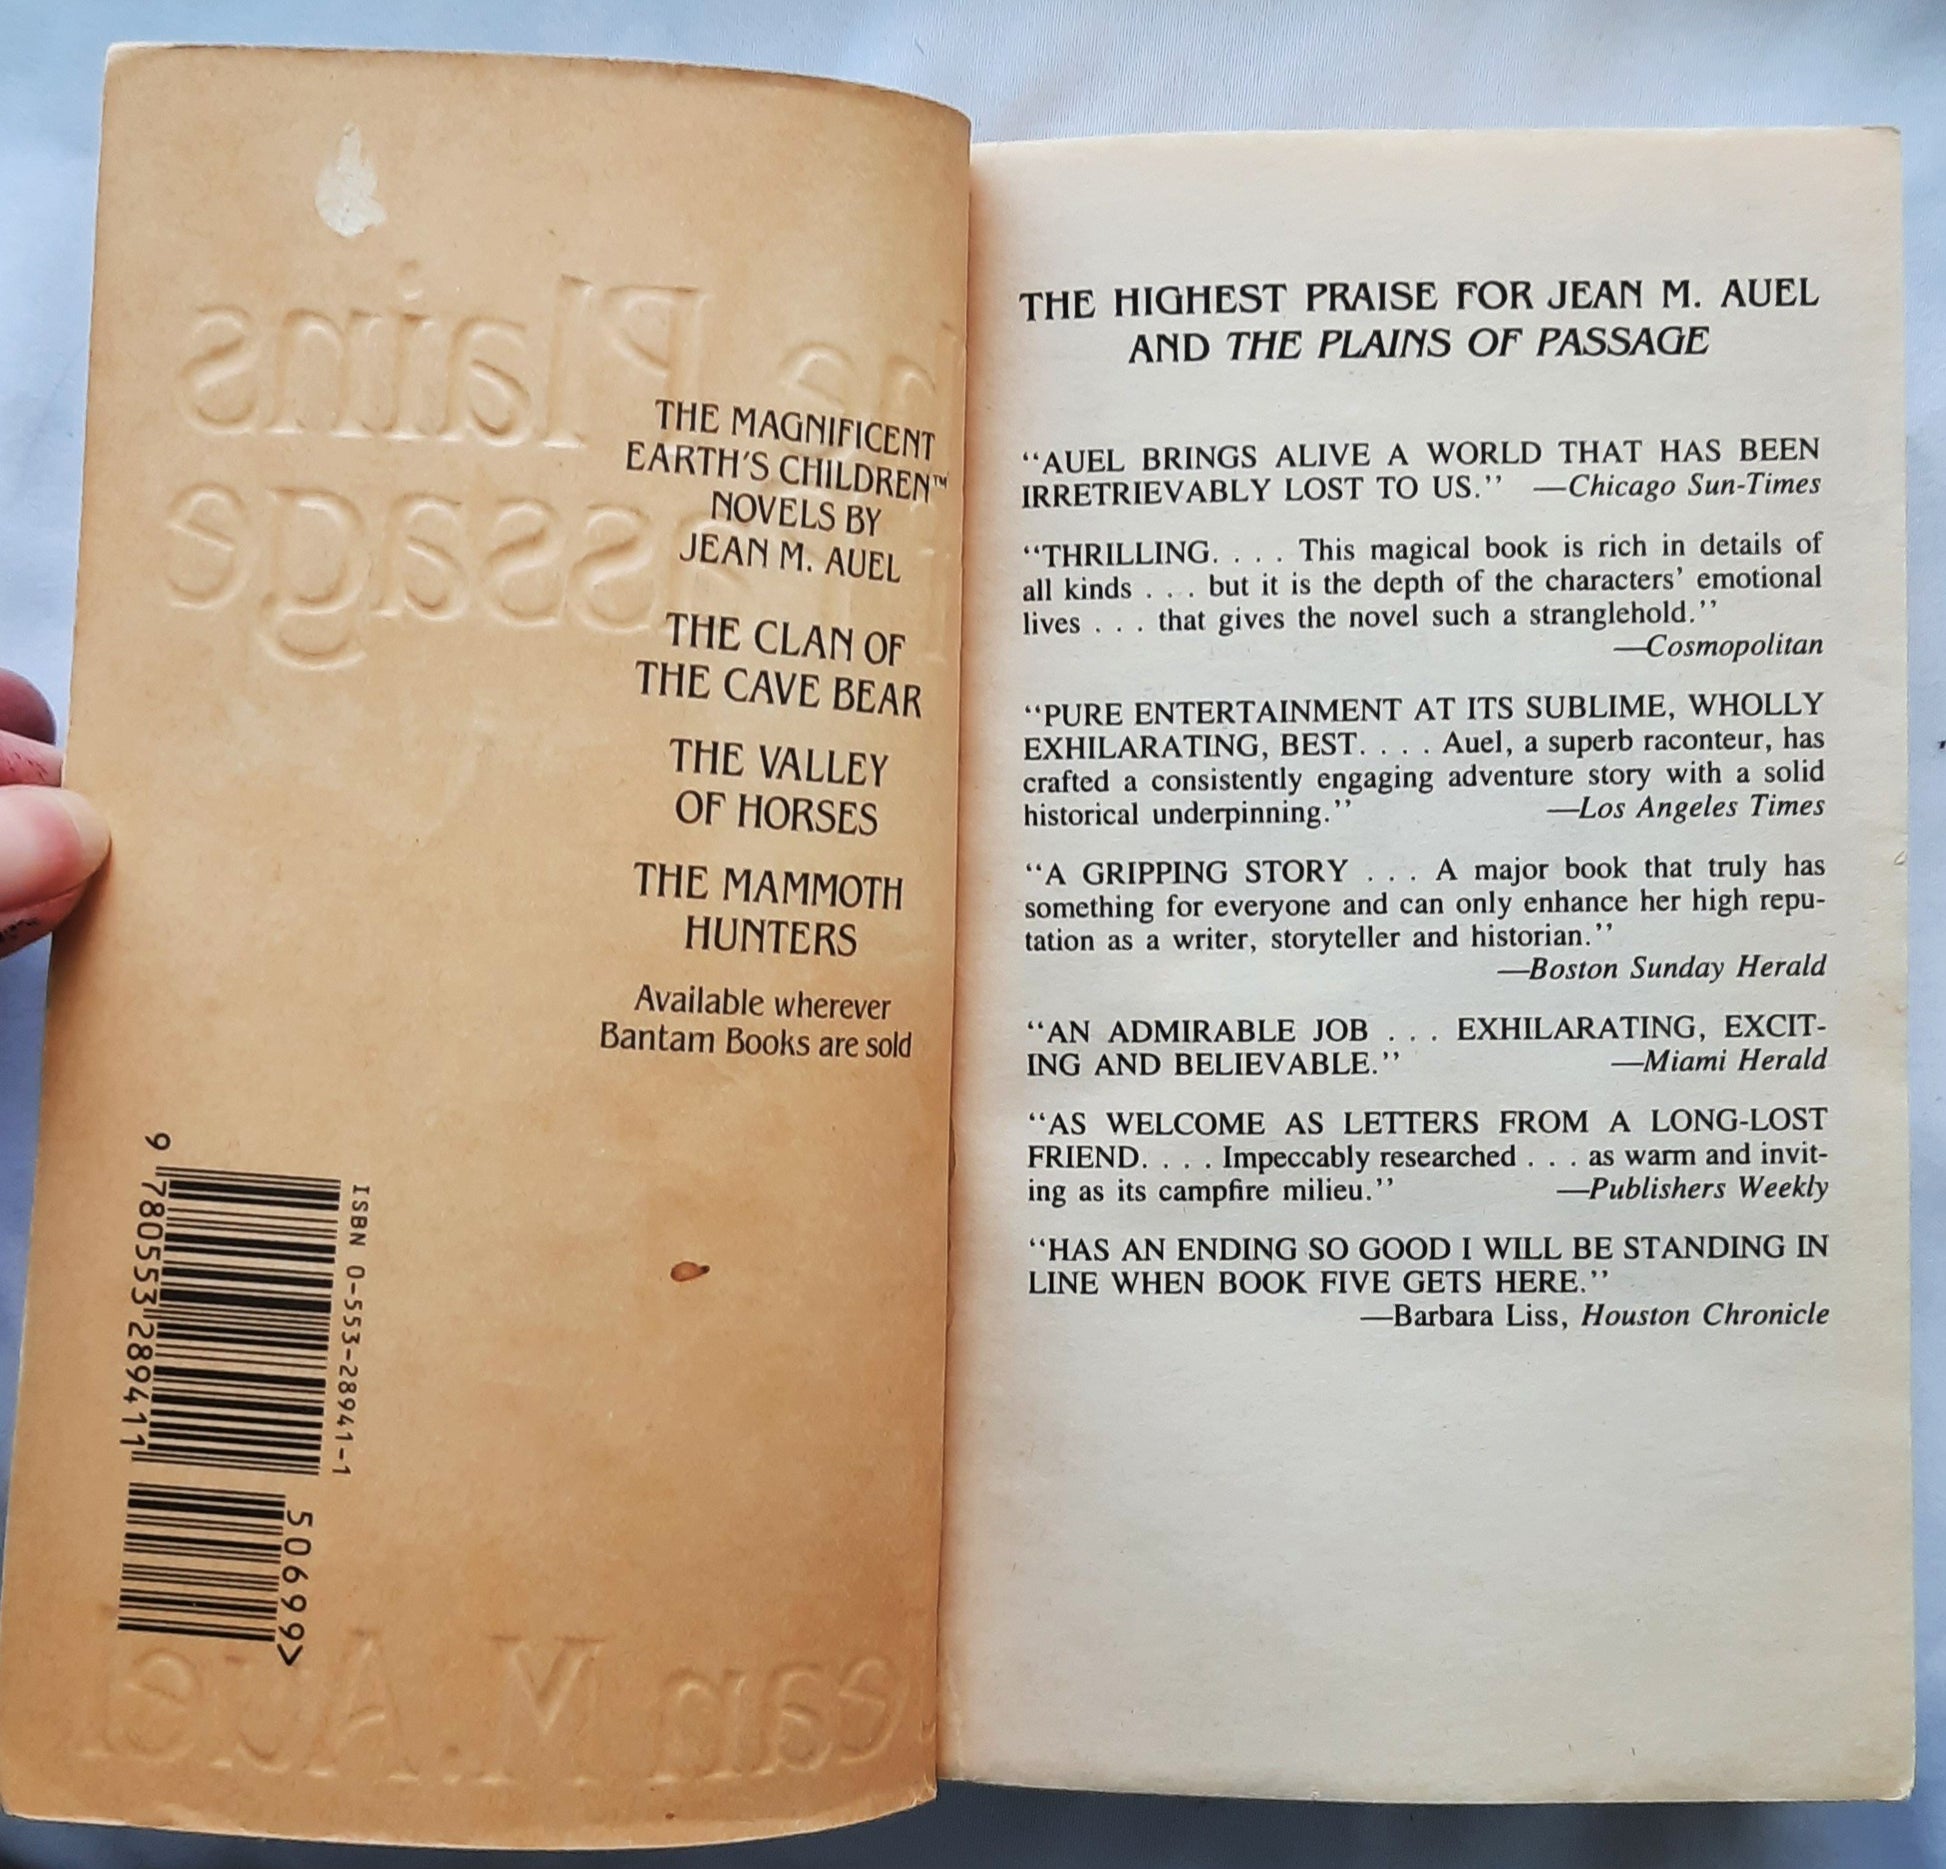 THE MAGNIFICENT
EARTH'S CHILDREN™
NOVELS BY
JEAN M. AUEL
THE CLAN OF
THE CAVE BEAR
THE VALLEY
OF HORSES
THE MAMMOTH
HUNTERS
Available wherever
Bantam Books are sold
ISBN 0-553-28941-1
9 780553 289411
50699>
THE HIGHEST PRAISE FOR JEAN M. AUEL
AND THE PLAINS OF PASSAGE
“AUEL BRINGS ALIVE A WORLD THAT HAS BEEN
IRRETRIEVABLY LOST TO US.” —Chicago Sun-Times
“THRILLING. . . . This magical book is rich in details of
all kinds . . . but it is the depth of the characters’ emotional
lives . . . that gives the novel such a stranglehold.”
—Cosmopolitan
“PURE ENTERTAINMENT AT ITS SUBLIME, WHOLLY
EXHILARATING, BEST. . . . Auel, a superb raconteur, has
crafted a consistently engaging adventure story with a solid
historical underpinning.” —Los Angeles Times
“A GRIPPING STORY . . . A major book that truly has
something for everyone and can only enhance her high repu-
tation as a writer, storyteller and historian.”
—Boston Sunday Herald
“AN ADMIRABLE JOB . . . EXHILARATING, EXCIT-
ING AND BELIEVABLE.” —Miami Herald
“AS WELCOME AS LETTERS FROM A LONG-LOST
FRIEND. . . . Impeccably researched . . . as warm and invit-
ing as its campfire milieu.” —Publishers Weekly
“HAS AN ENDING SO GOOD I WILL BE STANDING IN
LINE WHEN BOOK FIVE GETS HERE.”
—Barbara Liss, Houston Chronicle